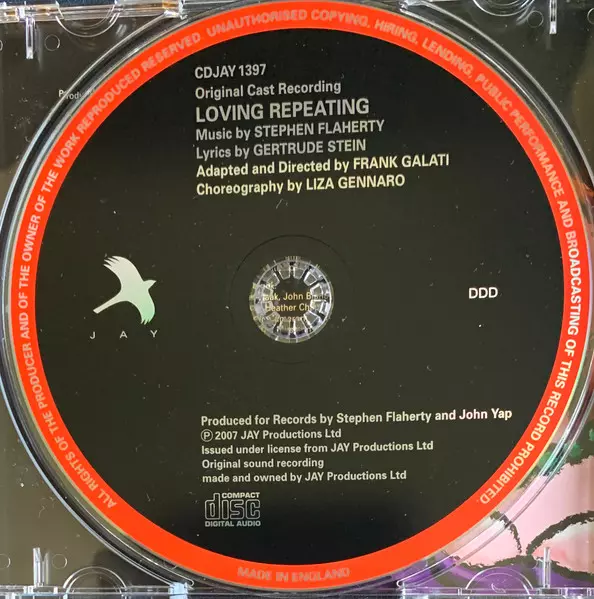 CDJAY 1397
Original Cast Recording
LOVING REPEATING
Music by STEPHEN FLAHERTY
Lyrics by GERTRUDE STEIN
Adapted and Directed by FRANK GALATI
Choreography by LIZA GENNARO
JAY
DDD
John
Heather
Produced for Records by Stephen Flaherty and John Yap
Ⓟ 2007 JAY Productions Ltd
Issued under license from JAY Productions Ltd
Original sound recording
made and owned by JAY Productions Ltd
COMPACT
disc
DIGITAL AUDIO
ALL RIGHTS OF THE PRODUCER AND OF THE OWNER OF THE WORK REPRODUCED RESERVED. UNAUTHORISED COPYING, HIRING, LENDING, PUBLIC PERFORMANCE AND BROADCASTING OF THIS RECORD PROHIBITED
MADE IN ENGLAND